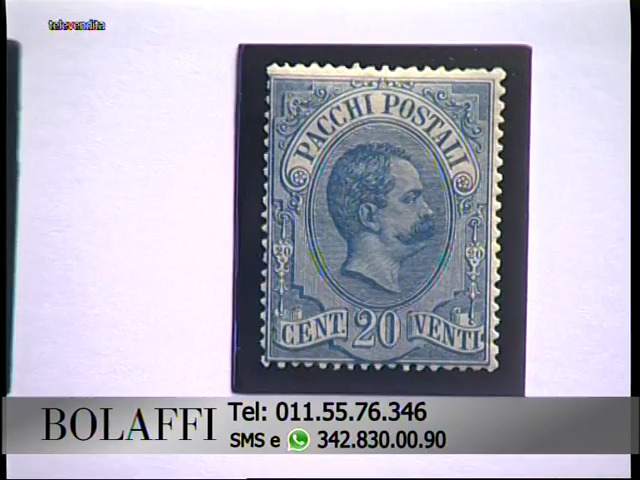 televendita
PACCHI POSTALI
20 20
CENT. 20 VENTI
BOLAFFI
Tel: 011.55.76.346
SMS e 342.830.00.90